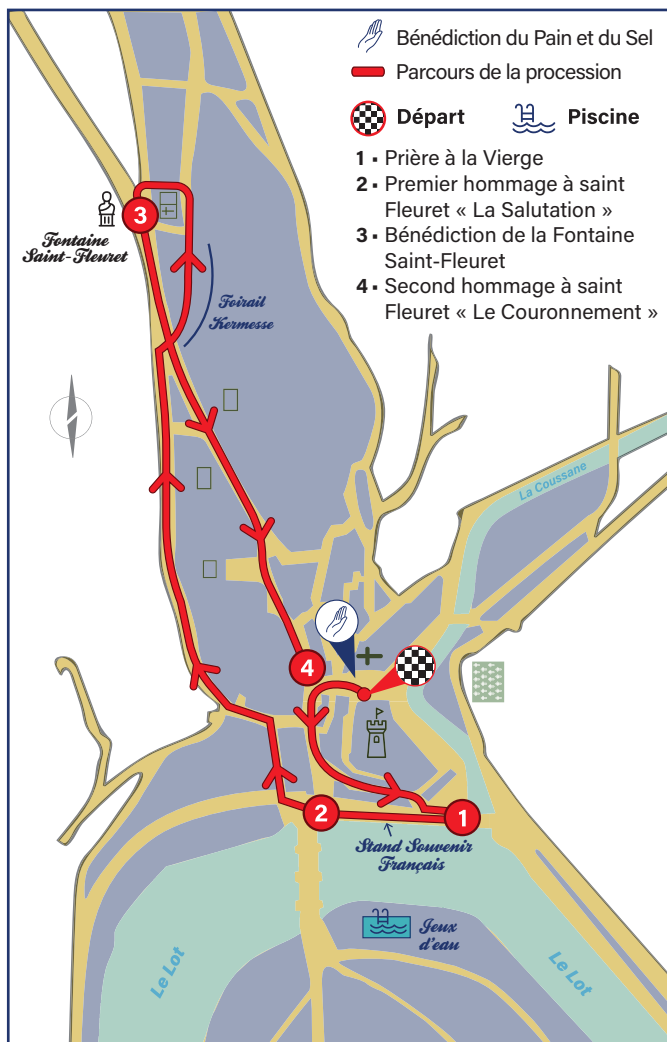 Bénédiction du Pain et du Sel
Parcours de la procession
Départ
Piscine
1 • Prière à la Vierge
2 • Premier hommage à saint
Fleuret « La Salutation »
3 • Bénédiction de la Fontaine
Saint-Fleuret
4 • Second hommage à saint
Fleuret « Le Couronnement »
3
Fontaine
Saint-Fleuret
Foirail
Kermesse
La Coussane
4
2
1
Stand Souvenir
Français
Jeux
d'eau
Le Lot
Le Lot